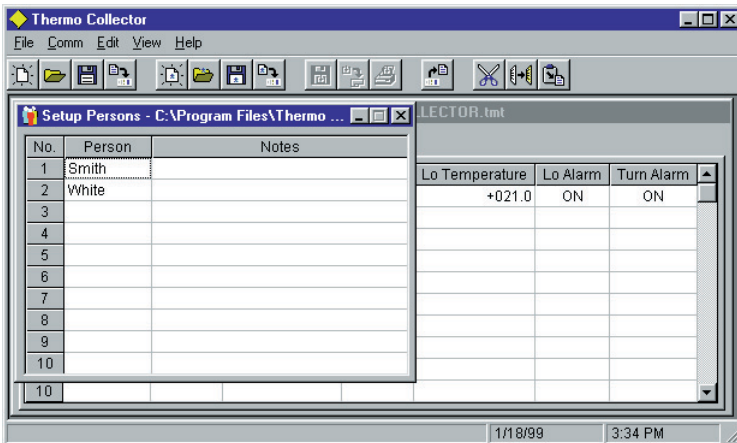 Thermo Collector
File Comm Edit View Help
Setup Persons - C:\Program Files\Thermo ...
LLECTOR.tmt
No. Person Notes
1 Smith
2 White
3
4
5
6
7
8
9
10
Lo Temperature Lo Alarm Turn Alarm
+021.0 ON ON
10
1/18/99 3:34 PM